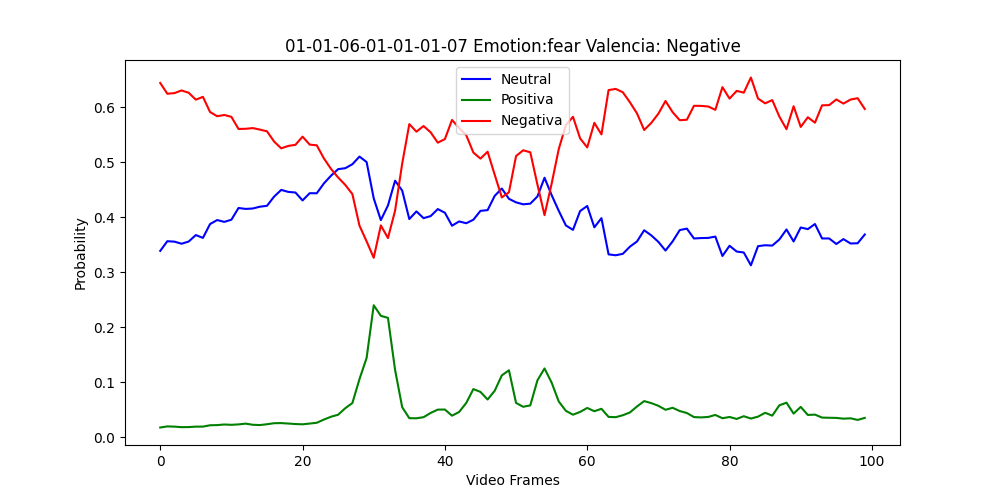 01-01-06-01-01-01-07 Emotion:fear Valencia: Negative
Neutral
Positiva
Negativa
Probability
0.6
0.5
0.4
0.3
0.2
0.1
0.0
0 20 40 60 80 100
Video Frames